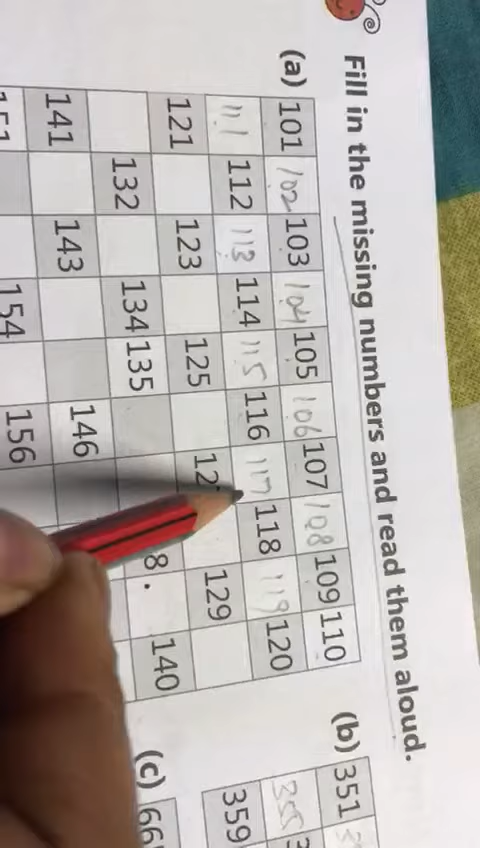 Fill in the missing numbers and read them aloud.
(a) 101 102 103 104 105 106 107 108 109 110
111 112 113 114 115 116 117 118 119 120
121 123 125 129
132 134 135 140
141 143 146
154 156
(b) 351
359
(c)